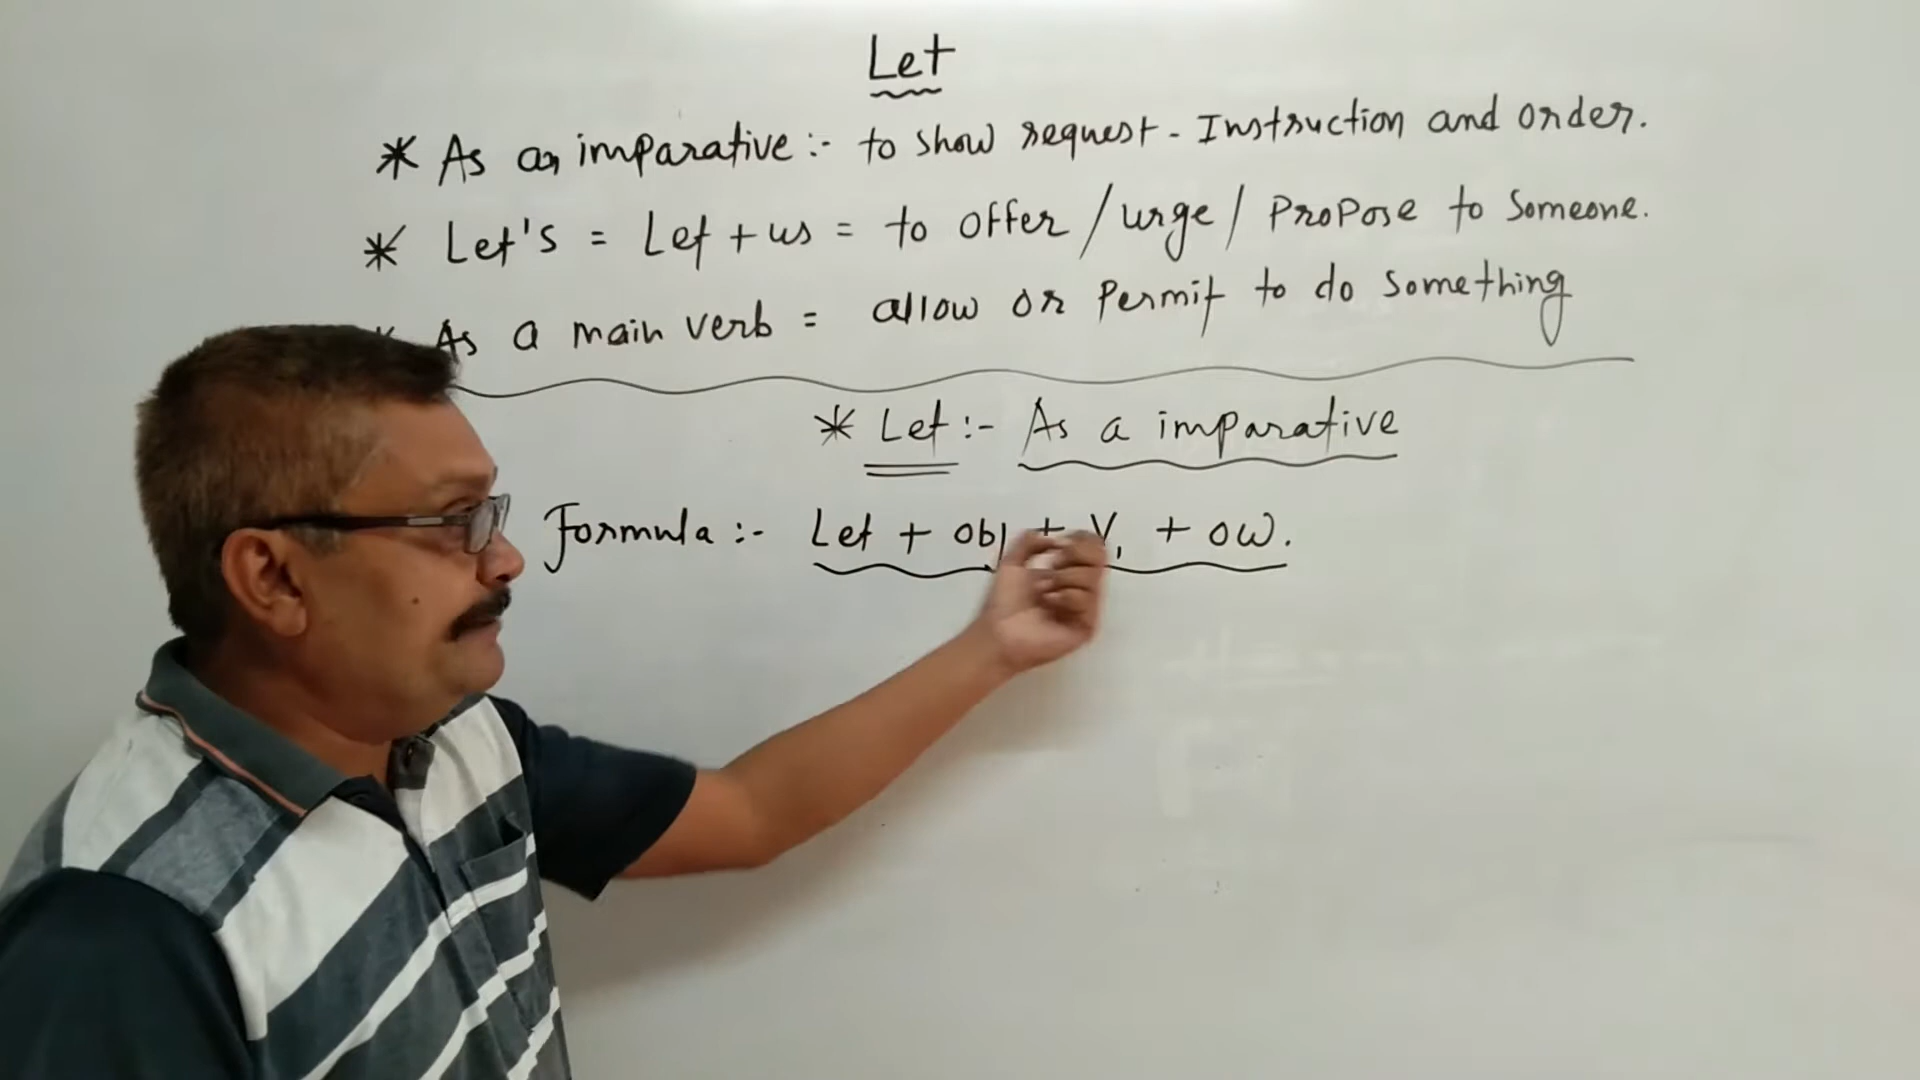 Let
* As an imparative :- to show request - Instruction and order.
* Let's = Let + us = to offer / urge / Propose to Someone.
* As a main verb = allow or Permit to do something
* Let :- As a imparative
Formula :- Let + obj + V1 + ow.